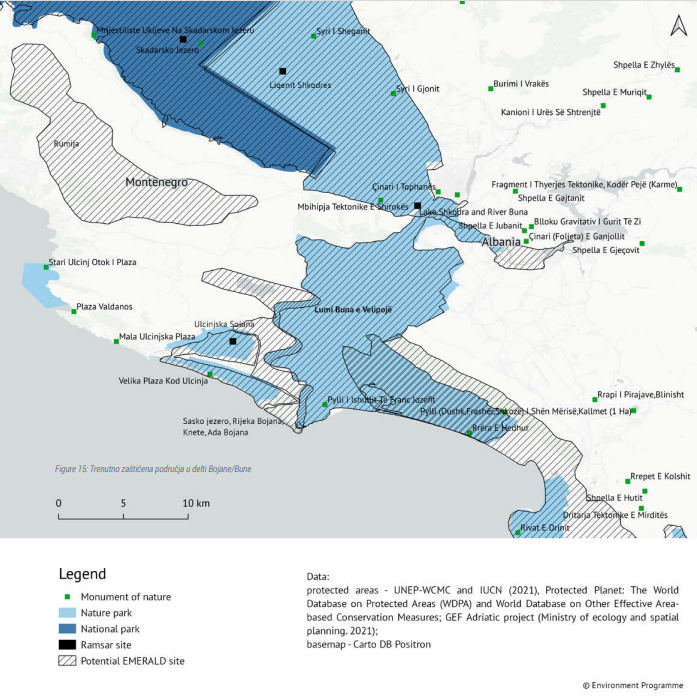 Mrijestilište Ukljeve Na Skadarskom Jezeru
Skadarsko Jezero
Syri I Sheganit
Liqenit Shkodres
Syri I Gjonit
Burimi I Vrakës
Shpella E Zhylës
Shpella E Muriqit
Kanioni I Urës Së Shtrenjtë
Rumija
Montenegro
Çinari I Tophanës
Fragment I Thyerjes Tektonike, Kodër Pejë (Karme)
Shpella E Gajtanit
Mbihipja Tektonike E Shirokës
Lake Shkodra and River Buna
Blloku Gravitativ I Gurit Të Zi
Shpella E Jubanit
Çinari (Foljeta) E Ganjollit
Albania
Shpella E Gjeçovit
Stari Ulcinj Otok I Plaza
Plaza Valdanos
Lumi Buna e Velipojë
Ulcinjska Solana
Mala Ulcinjska Plaza
Velika Plaza Kod Ulcinja
Pylli I Ishullit Të Franc Jozefit
Rrapi I Pirajave,Blinisht
Pylli (Dushk,Frashër,Shkozë) I Shën Mërisë,Kallmet (1 Ha)
Sasko jezero, Rijeka Bojana,
Knete, Ada Bojana
Rrëra E Hedhur
Figure 15: Trenutno zaštićena područja u delti Bojane/Bune
Rrepet E Kolshit
Shpella E Hutit
Dritarja Tektonike E Mirditës
Rivat E Drinit
0 5 10 km
Legend
Monument of nature
Nature park
National park
Ramsar site
Potential EMERALD site
Data:
protected areas - UNEP-WCMC and IUCN (2021), Protected Planet: The World
Database on Protected Areas (WDPA) and World Database on Other Effective Area-
based Conservation Measures; GEF Adriatic project (Ministry of ecology and spatial
planning. 2021);
basemap - Carto DB Positron
© Environment Programme